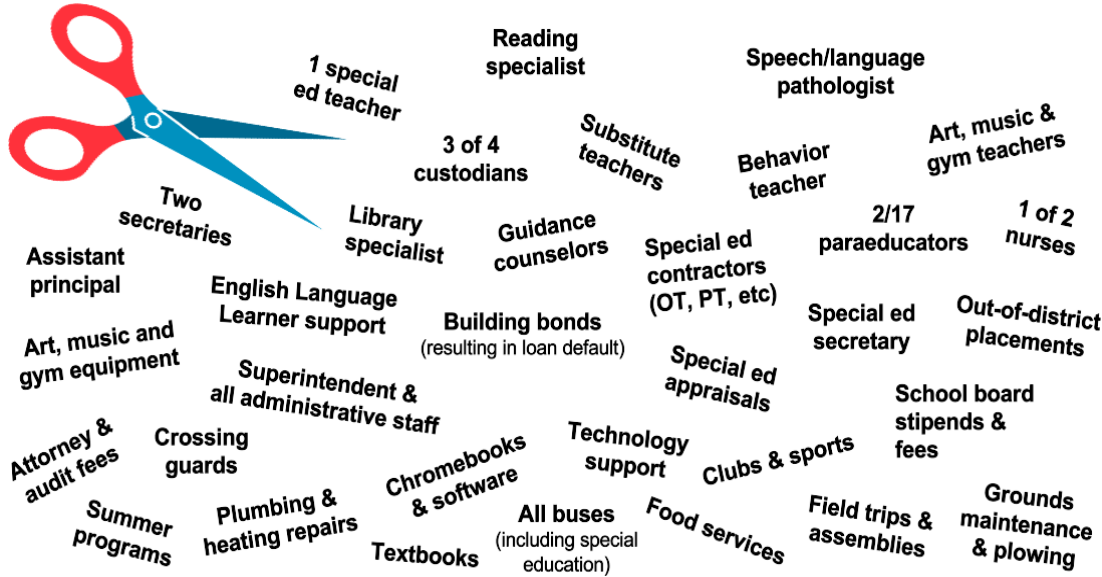 Reading
specialist
1 special
ed teacher
Speech/language
pathologist
3 of 4
custodians
Substitute
teachers
Behavior
teacher
Art, music &
gym teachers
Two
secretaries
Library
specialist
Guidance
counselors
Special ed
contractors
(OT, PT, etc)
2/17
paraeducators
1 of 2
nurses
Assistant
principal
English Language
Learner support
Building bonds
(resulting in loan default)
Special ed
secretary
Out-of-district
placements
Art, music and
gym equipment
Superintendent &
all administrative staff
Special ed
appraisals
School board
stipends &
fees
Attorney &
audit fees
Crossing
guards
Chromebooks
& software
Technology
support
Clubs & sports
Summer
programs
Plumbing &
heating repairs
Textbooks
All buses
(including special
education)
Food services
Field trips &
assemblies
Grounds
maintenance
& plowing